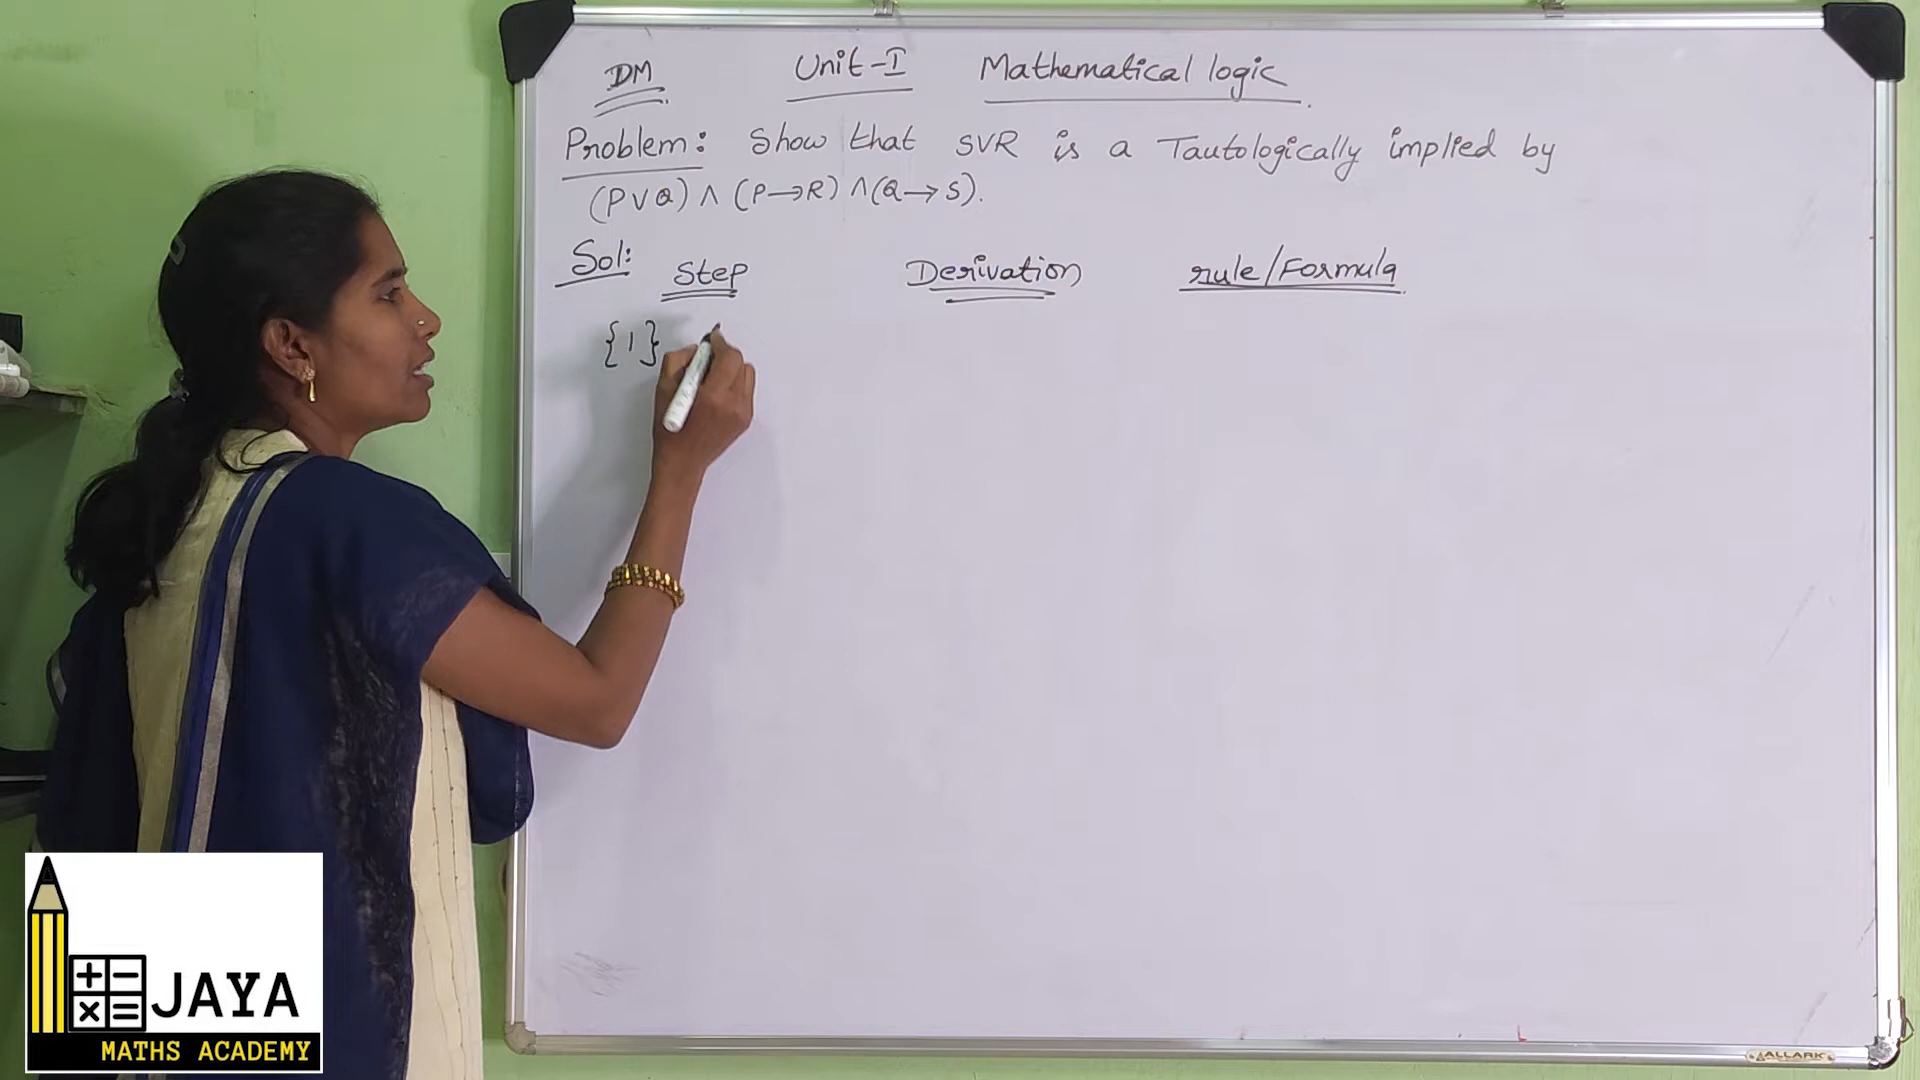 DM Unit-I Mathematical logic
Problem: Show that SVR is a Tautologically implied by
(P∨Q) ∧ (P→R) ∧ (Q→S).
Sol:
Step Derivation rule/Formula
{1}
JAYA
MATHS ACADEMY
ALLARK